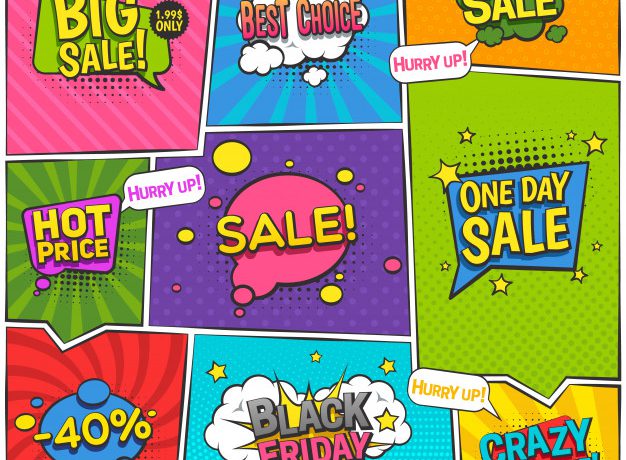 BIG
SALE!
1.99$
ONLY
BEST CHOICE
SALE
HURRY UP!
HOT
PRICE
HURRY UP!
SALE!
ONE DAY
SALE
-40%
BLACK
FRIDAY
HURRY UP!
CRAZY